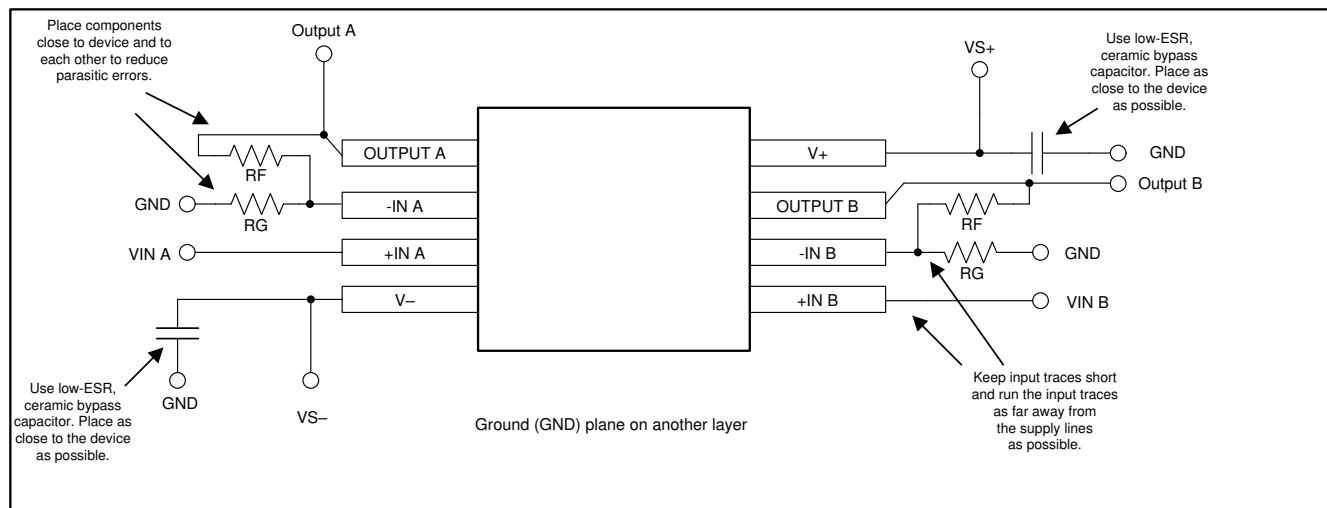 Place components
close to device and to
each other to reduce
parasitic errors.
Output A
VS+
Use low-ESR,
ceramic bypass
capacitor. Place as
close to the device
as possible.
OUTPUT A
V+
GND
RF
OUTPUT B
Output B
GND
-IN A
RF
RG
VIN A
+IN A
-IN B
GND
RG
V–
+IN B
VIN B
Use low-ESR,
ceramic bypass
capacitor. Place as
close to the device
as possible.
GND
VS–
Ground (GND) plane on another layer
Keep input traces short
and run the input traces
as far away from
the supply lines
as possible.